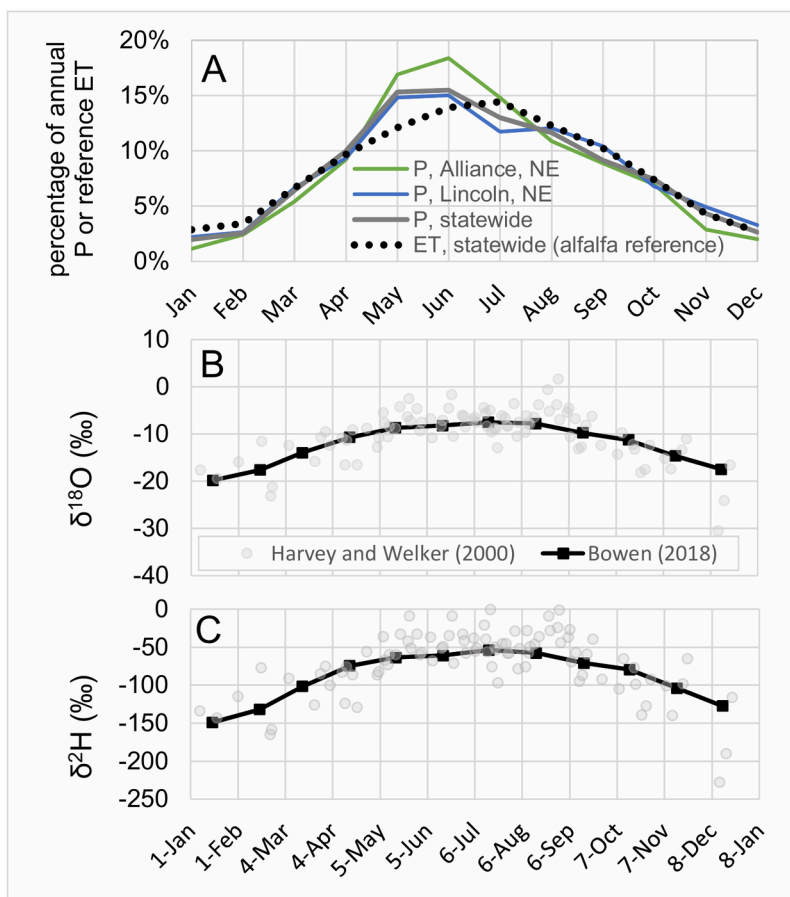 percentage of annual
P or reference ET
20%
15%
10%
5%
0%
A
P, Alliance, NE
P, Lincoln, NE
P, statewide
ET, statewide (alfalfa reference)
Jan
Feb
Mar
Apr
May
Jun
Jul
Aug
Sep
Oct
Nov
Dec
δ¹⁸O (‰)
10
0
-10
-20
-30
-40
B
Harvey and Welker (2000)
Bowen (2018)
δ²H (‰)
0
-50
-100
-150
-200
-250
C
1-Jan
1-Feb
4-Mar
4-Apr
5-May
5-Jun
6-Jul
6-Aug
6-Sep
7-Oct
7-Nov
8-Dec
8-Jan